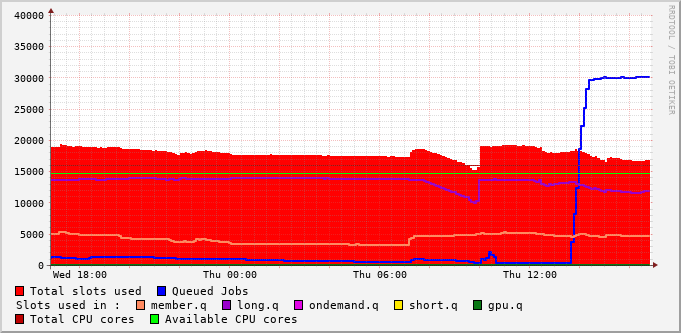 40000
35000
30000
25000
20000
15000
10000
5000
0
Wed 18:00 Thu 00:00 Thu 06:00 Thu 12:00
RRDTOOL / TOBI OETIKER
Total slots used Queued Jobs
Slots used in : member.q long.q ondemand.q short.q gpu.q
Total CPU cores Available CPU cores